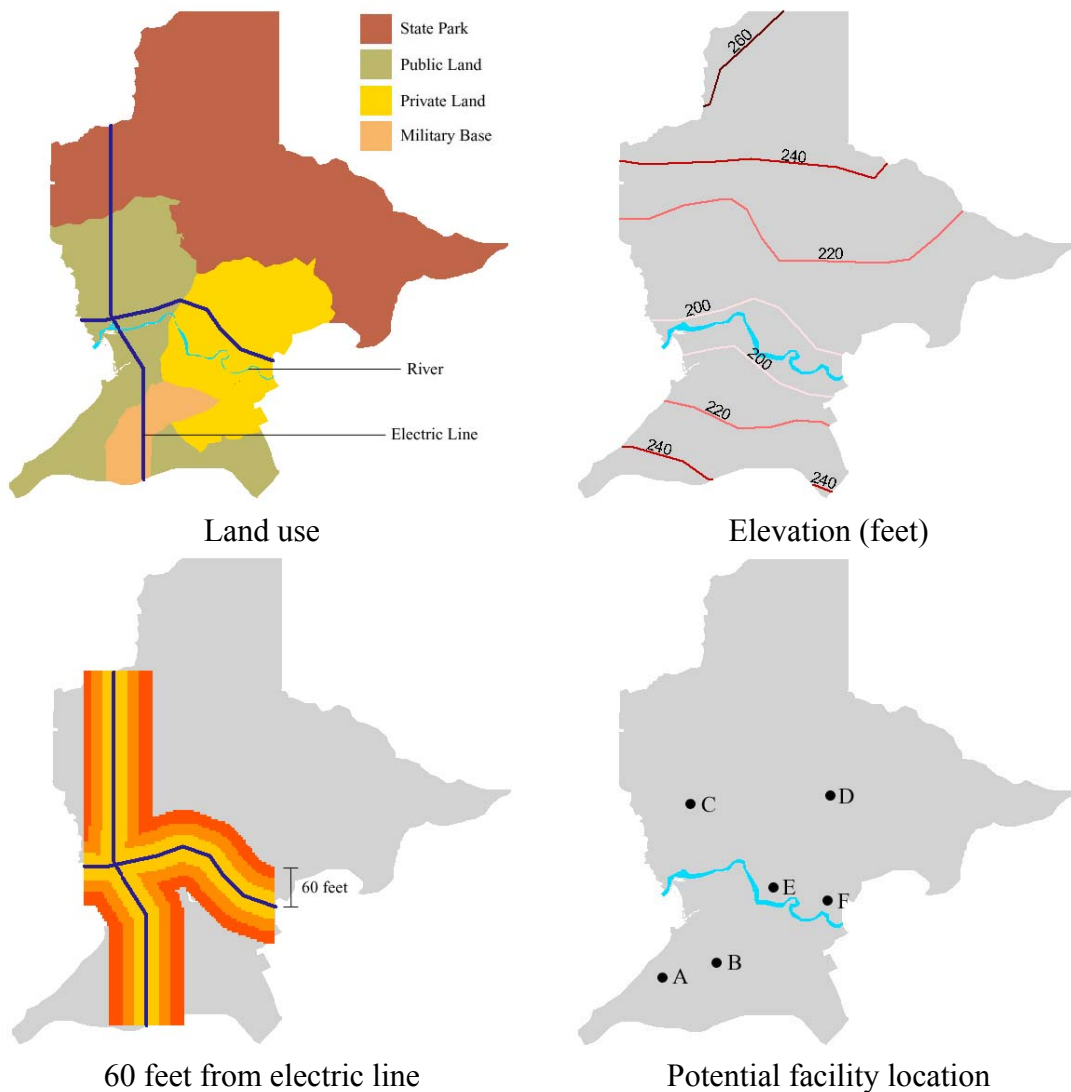 State Park
Public Land
Private Land
Military Base
River
Electric Line
Land use
260
240
220
200
200
220
240
240
Elevation (feet)
60 feet
60 feet from electric line
C
D
E
F
B
A
Potential facility location